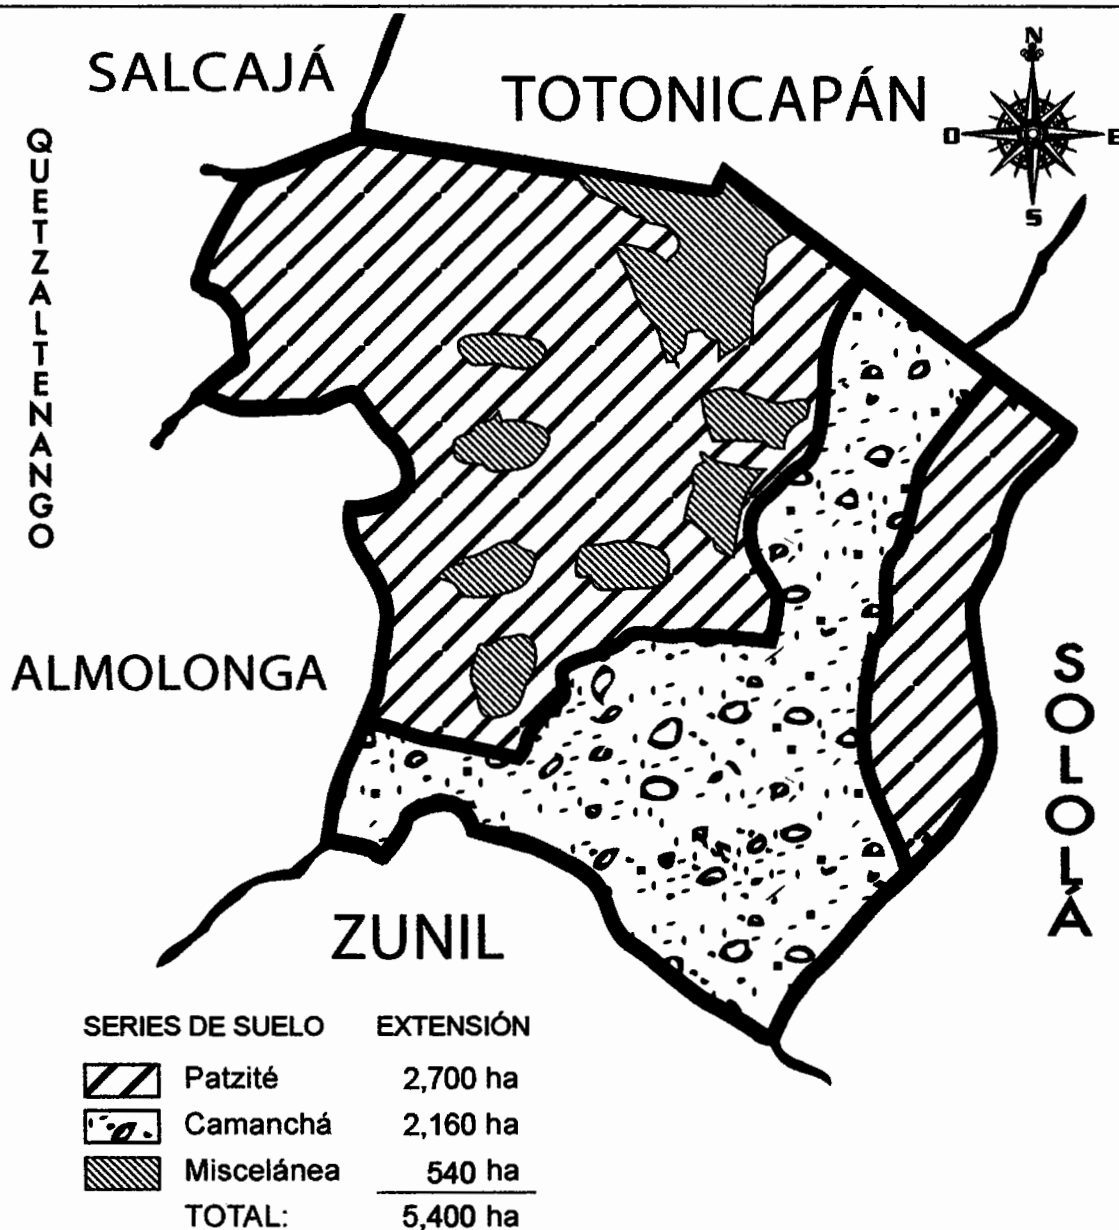 SALCAJÁ
TOTONICAPÁN
N
O
E
S
QUETZALTENANGO
ALMOLONGA
SOLOLÁ
ZUNIL
SERIES DE SUELO EXTENSIÓN
Patzité 2,700 ha
Camanchá 2,160 ha
Miscelánea 540 ha
TOTAL: 5,400 ha